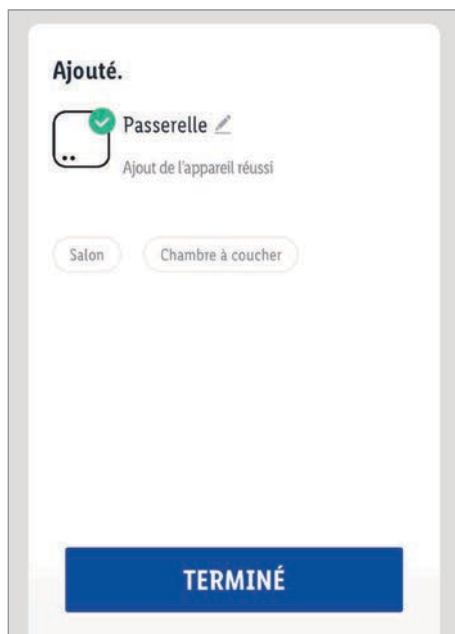 Ajouté.
Passerelle
Ajout de l'appareil réussi
Salon
Chambre à coucher
TERMINÉ